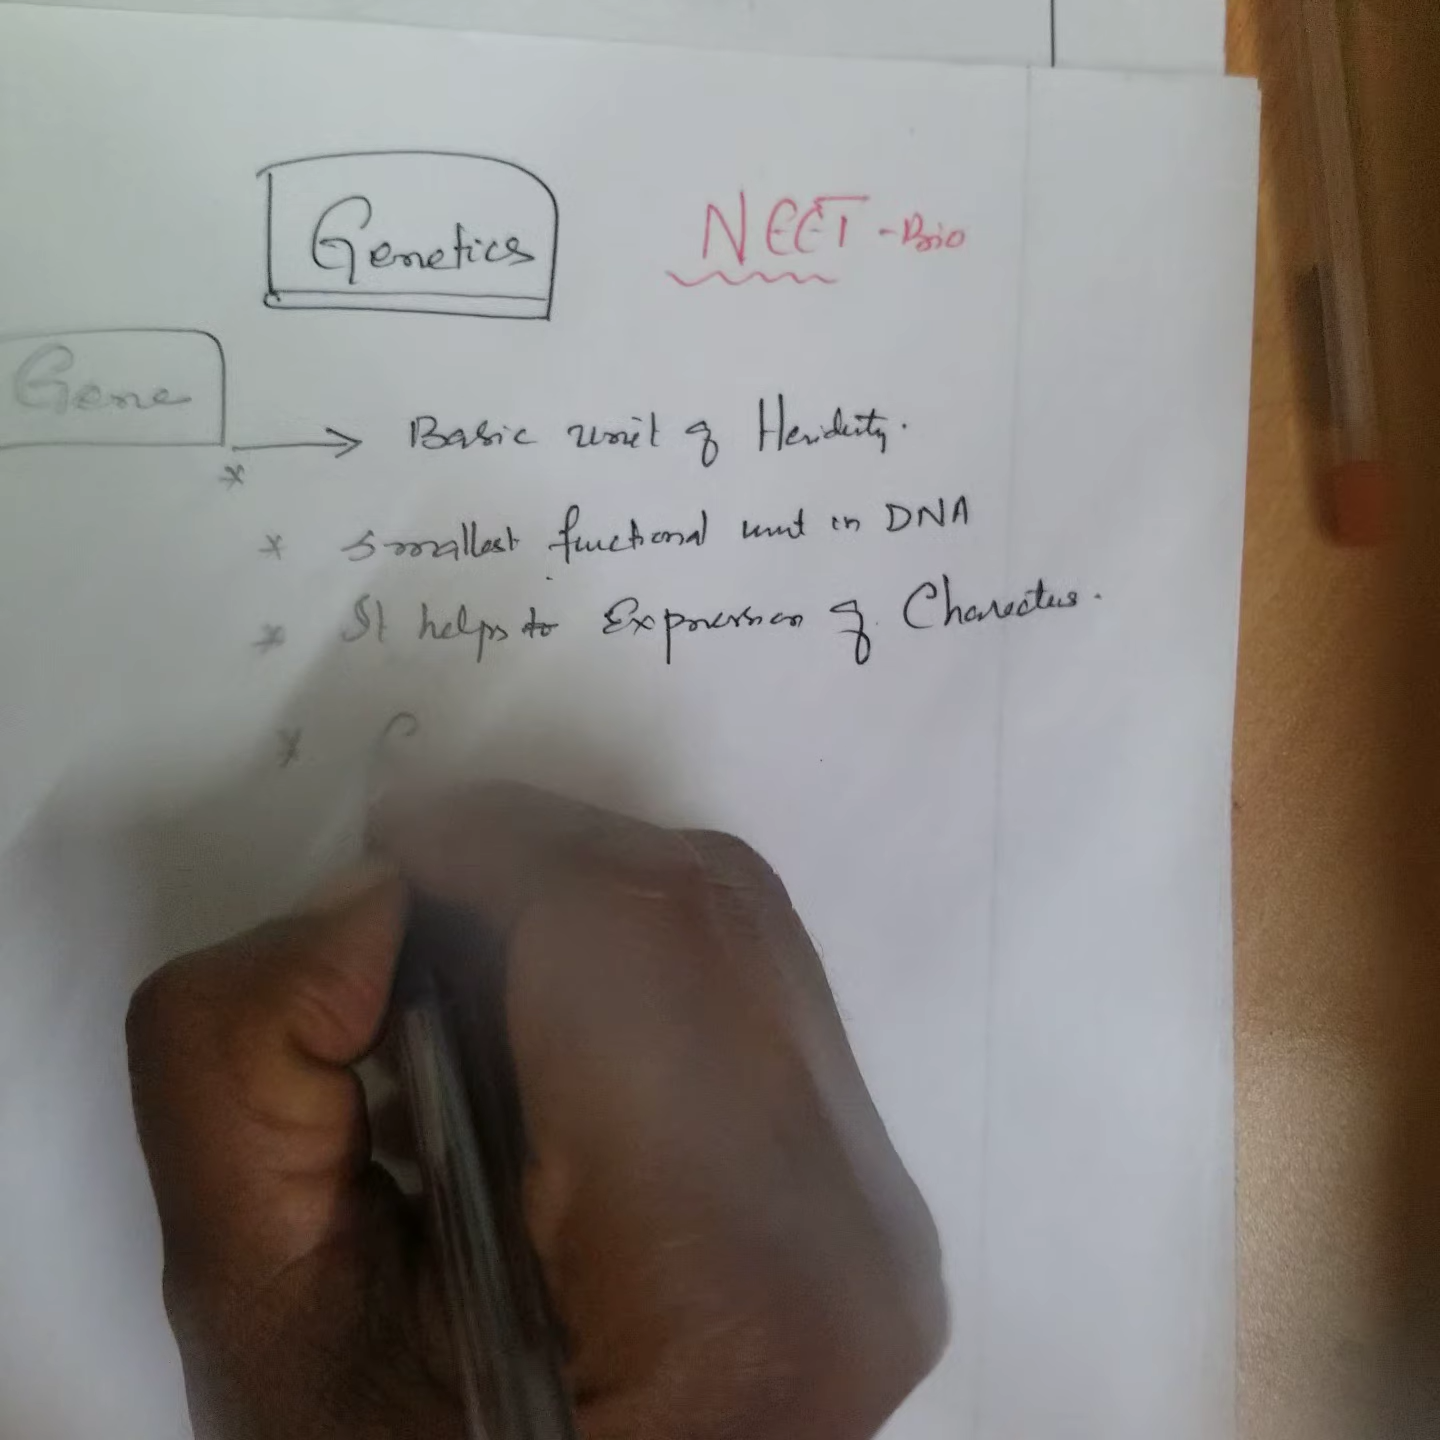 Genetics
NEET - Bio
Gene
* → Basic unit of Heridity.
* Smallest functional unit in DNA
* It helps to Expression of Characters.
*